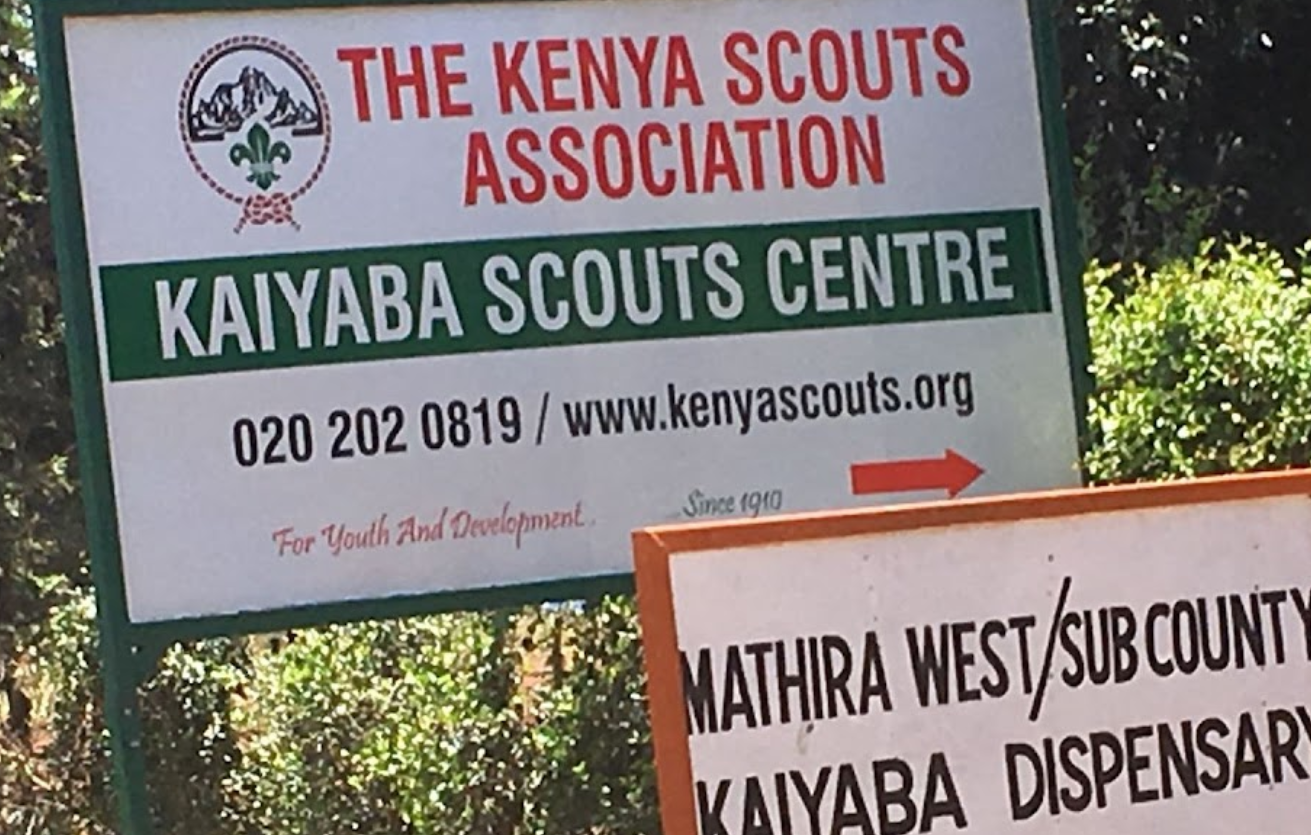 THE KENYA SCOUTS
ASSOCIATION
KAIYABA SCOUTS CENTRE
020 202 0819 / www.kenyascouts.org
For Youth And Development.
Since 1910
MATHIRA WEST/SUB COUNTY
KAIYABA DISPENSARY